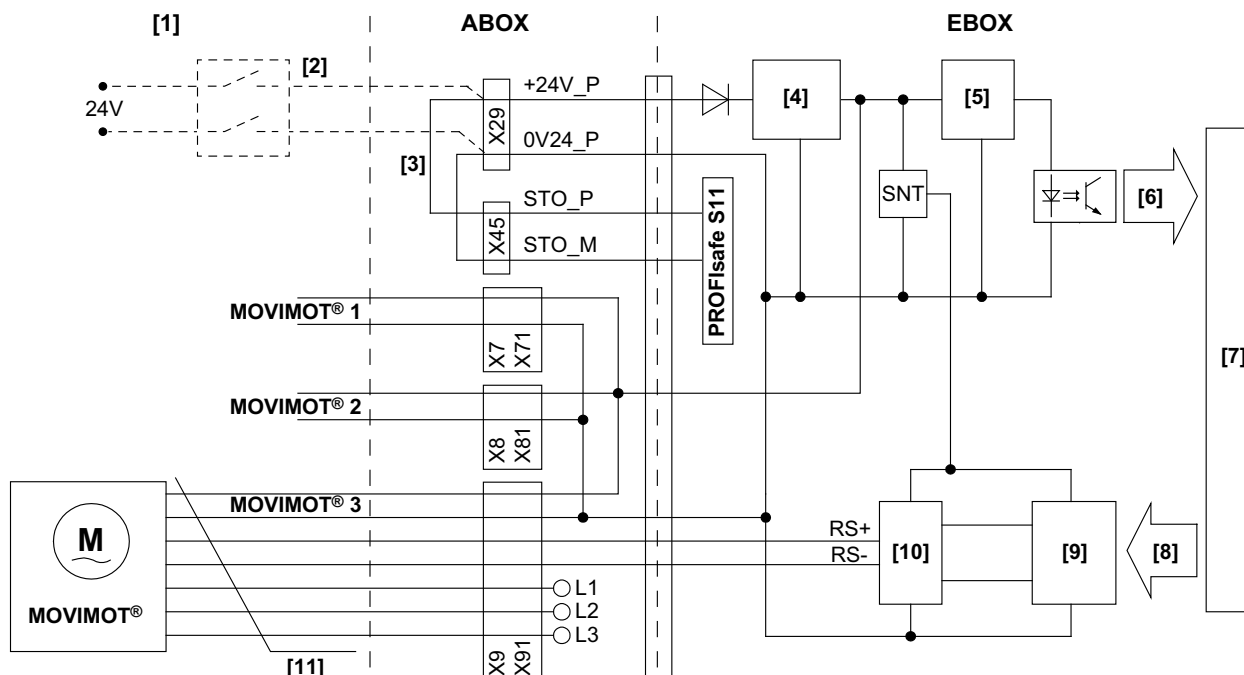 [1]
ABOX
EBOX
[2]
24V
+24V_P
X29
[4]
[5]
[3]
0V24_P
STO_P
X45
STO_M
PROFIsafe S11
SNT
[6]
[7]
MOVIMOT® 1
X7
X71
MOVIMOT® 2
X8
X81
MOVIMOT® 3
M
MOVIMOT®
RS+
RS-
[10]
[9]
[8]
L1
L2
L3
X9
X91
[11]